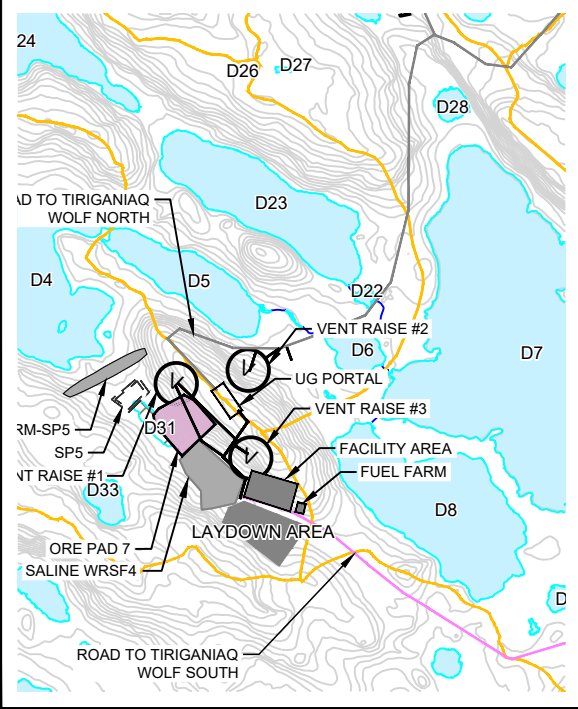 24
D26
D27
D28
AD TO TIRIGANIAQ
WOLF NORTH
D23
D4
D5
D22
VENT RAISE #2
D6
D7
UG PORTAL
VENT RAISE #3
RM-SP5
D31
SP5
FACILITY AREA
NT RAISE #1
FUEL FARM
D33
D8
LAYDOWN AREA
ORE PAD 7
SALINE WRSF4
D
ROAD TO TIRIGANIAQ
WOLF SOUTH